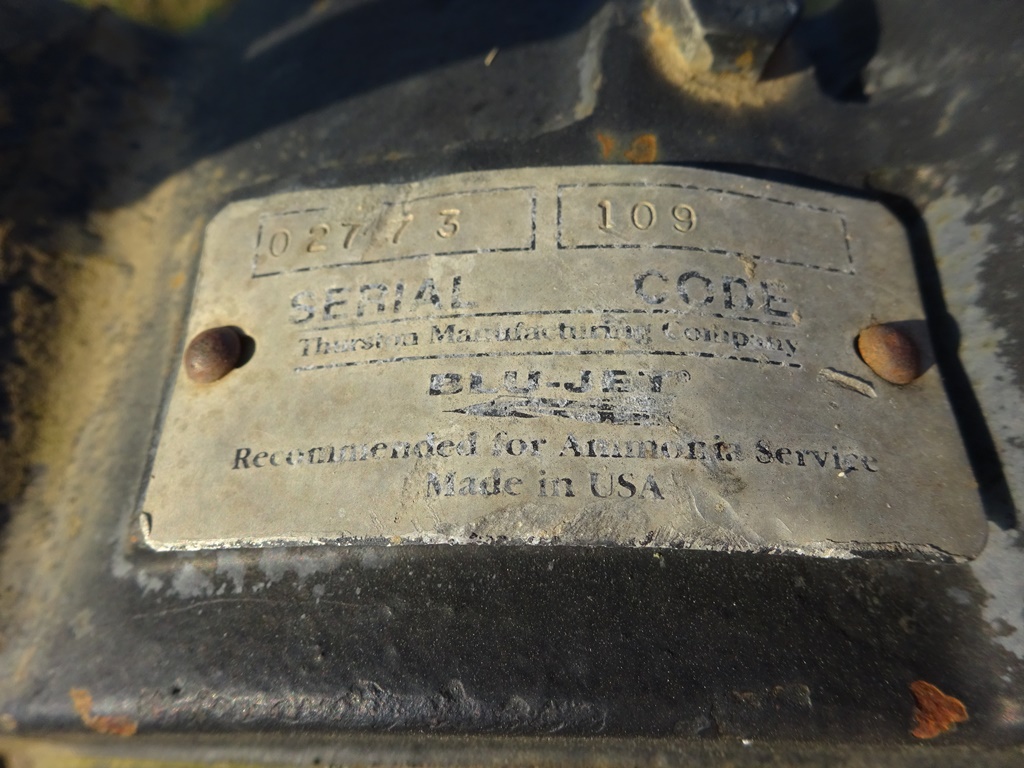 02773 109
SERIAL CODE
Thurston Manufacturing Company
BLU-JET®
Recommended for Ammonia Service
Made in USA